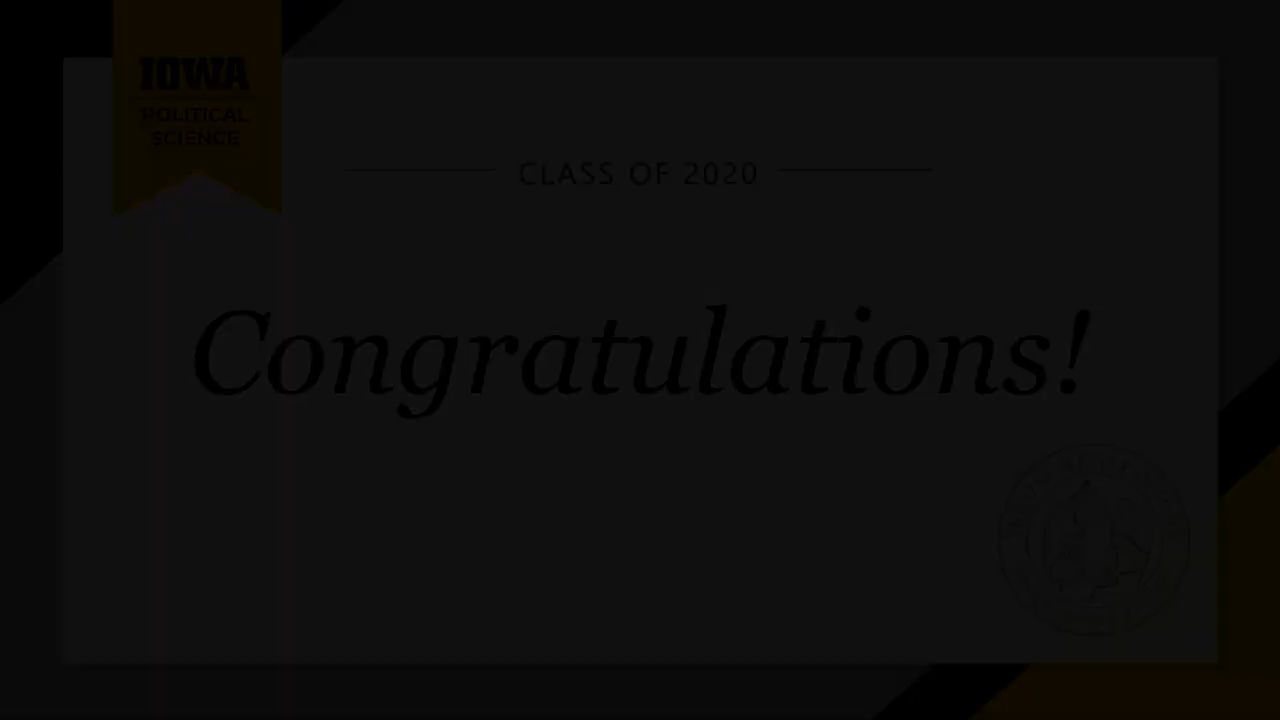 IOWA
POLITICAL
SCIENCE
CLASS OF 2020
Congratulations!